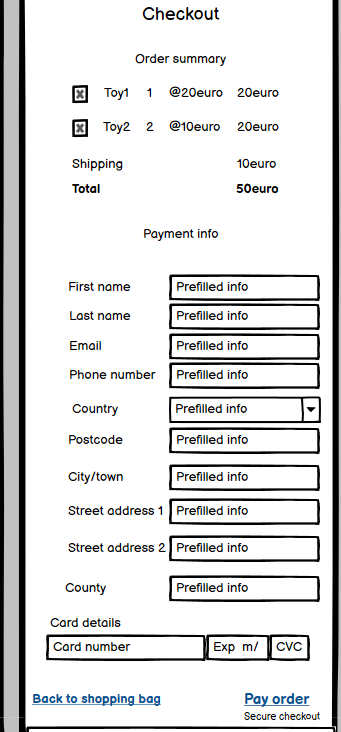 Checkout
Order summary
Toy1 1 @20euro 20euro
Toy2 2 @10euro 20euro
Shipping 10euro
Total 50euro
Payment info
First name Prefilled info
Last name Prefilled info
Email Prefilled info
Phone number Prefilled info
Country Prefilled info
Postcode Prefilled info
City/town Prefilled info
Street address 1 Prefilled info
Street address 2 Prefilled info
County Prefilled info
Card details
Card number Exp m/ CVC
Back to shopping bag Pay order
Secure checkout